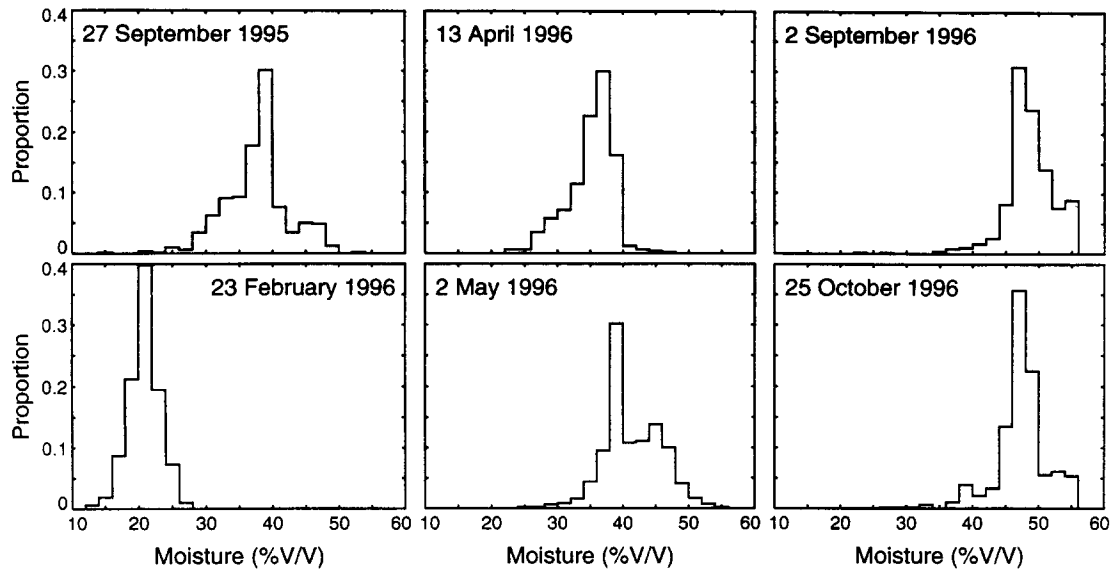 0.4
0.3
0.2
0.1
0
Proportion
27 September 1995
13 April 1996
2 September 1996
0.4
0.3
0.2
0.1
0
Proportion
23 February 1996
2 May 1996
25 October 1996
10 20 30 40 50 60
10 20 30 40 50 60
10 20 30 40 50 60
Moisture (%V/V)
Moisture (%V/V)
Moisture (%V/V)